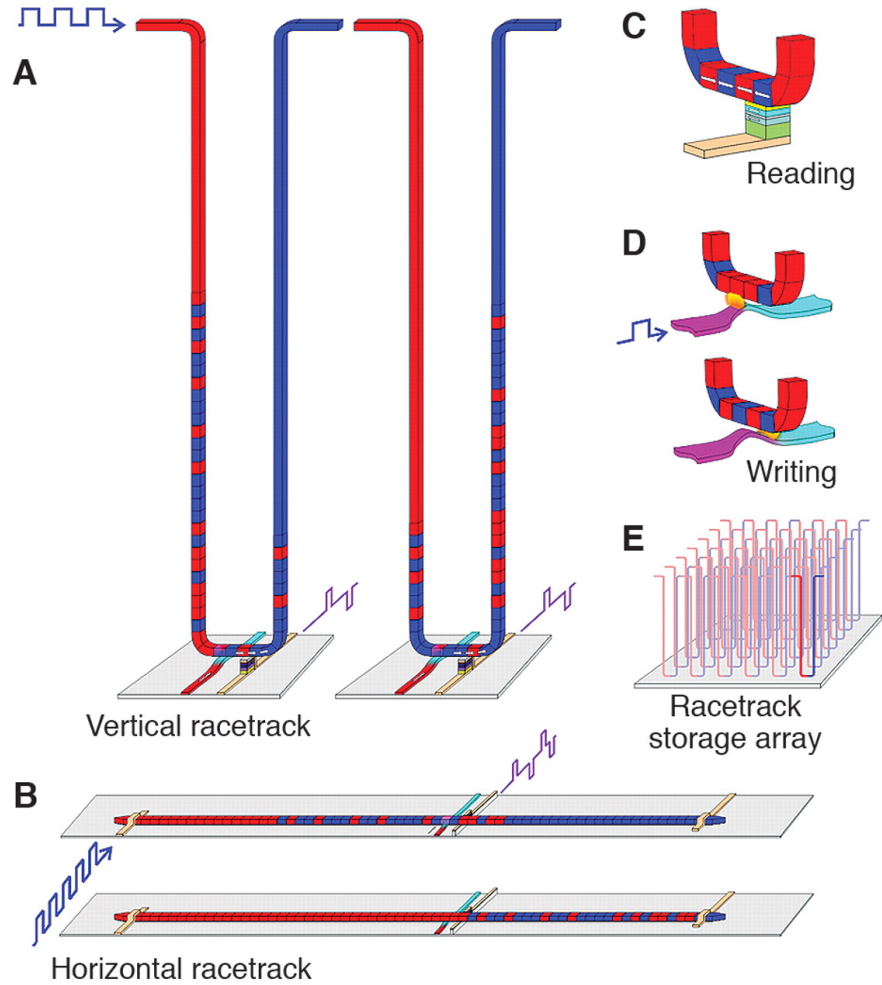 A
Vertical racetrack
B
Horizontal racetrack
C
Reading
D
Writing
E
Racetrack
storage array